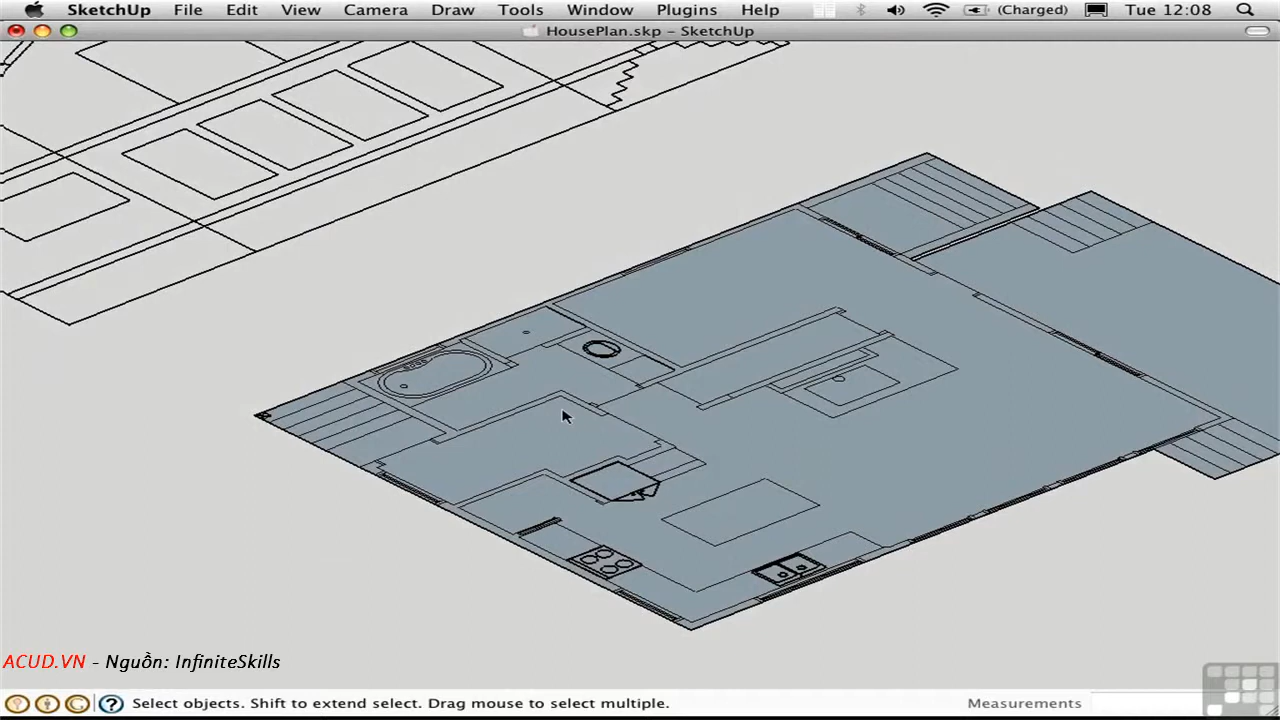 SketchUp File Edit View Camera Draw Tools Window Plugins Help (Charged) Tue 12:08
HousePlan.skp – SketchUp
ACUD.VN - Nguồn: InfiniteSkills
Select objects. Shift to extend select. Drag mouse to select multiple. Measurements